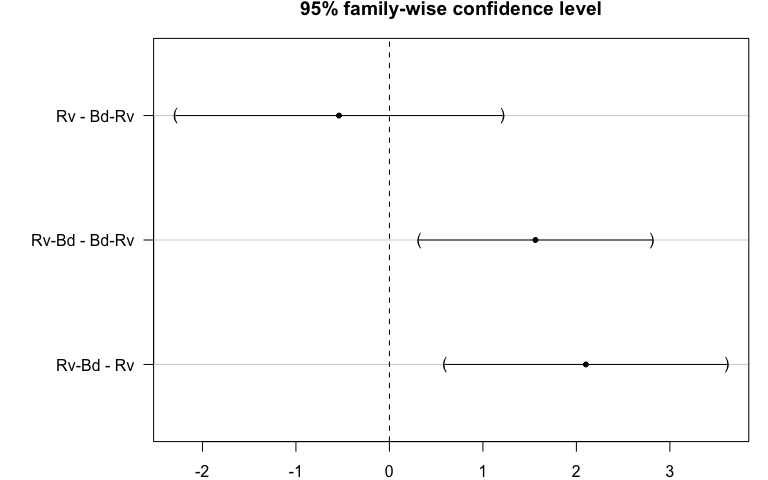 95% family-wise confidence level
Rv - Bd-Rv
Rv-Bd - Bd-Rv
Rv-Bd - Rv
-2 -1 0 1 2 3